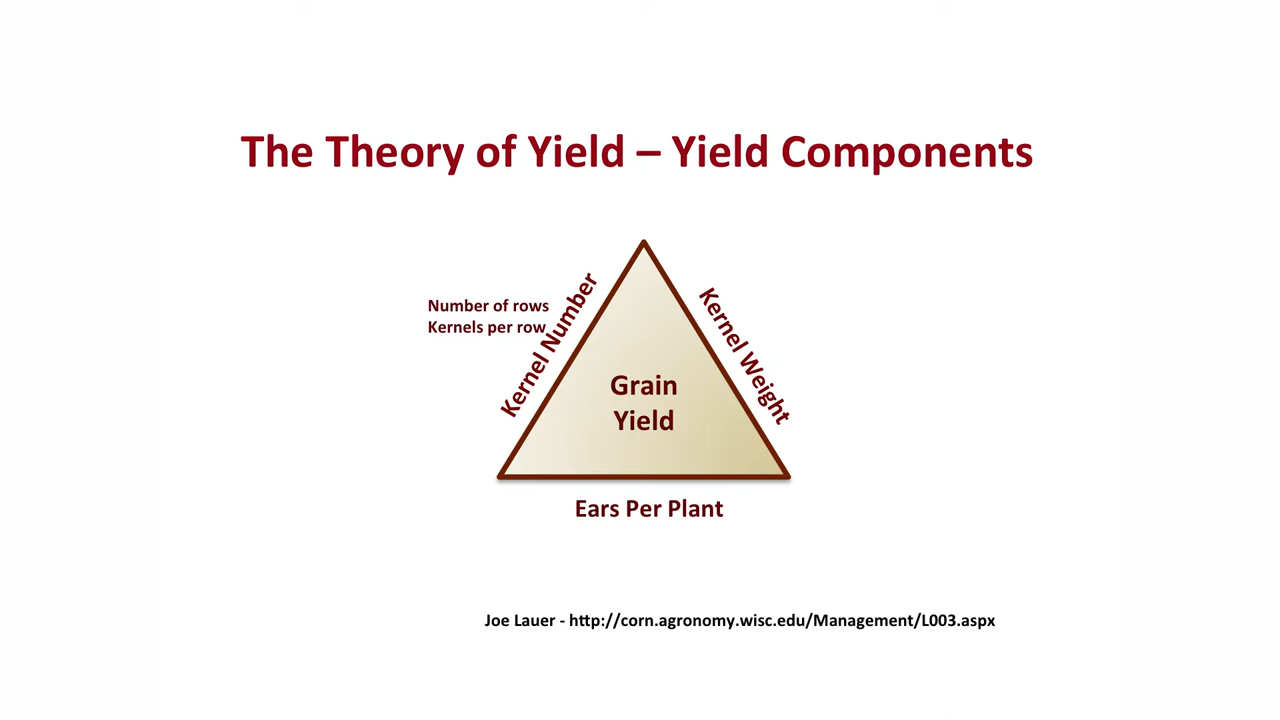 The Theory of Yield – Yield Components
Number of rows
Kernels per row
Kernel Number
Kernel Weight
Grain
Yield
Ears Per Plant
Joe Lauer - http://corn.agronomy.wisc.edu/Management/L003.aspx